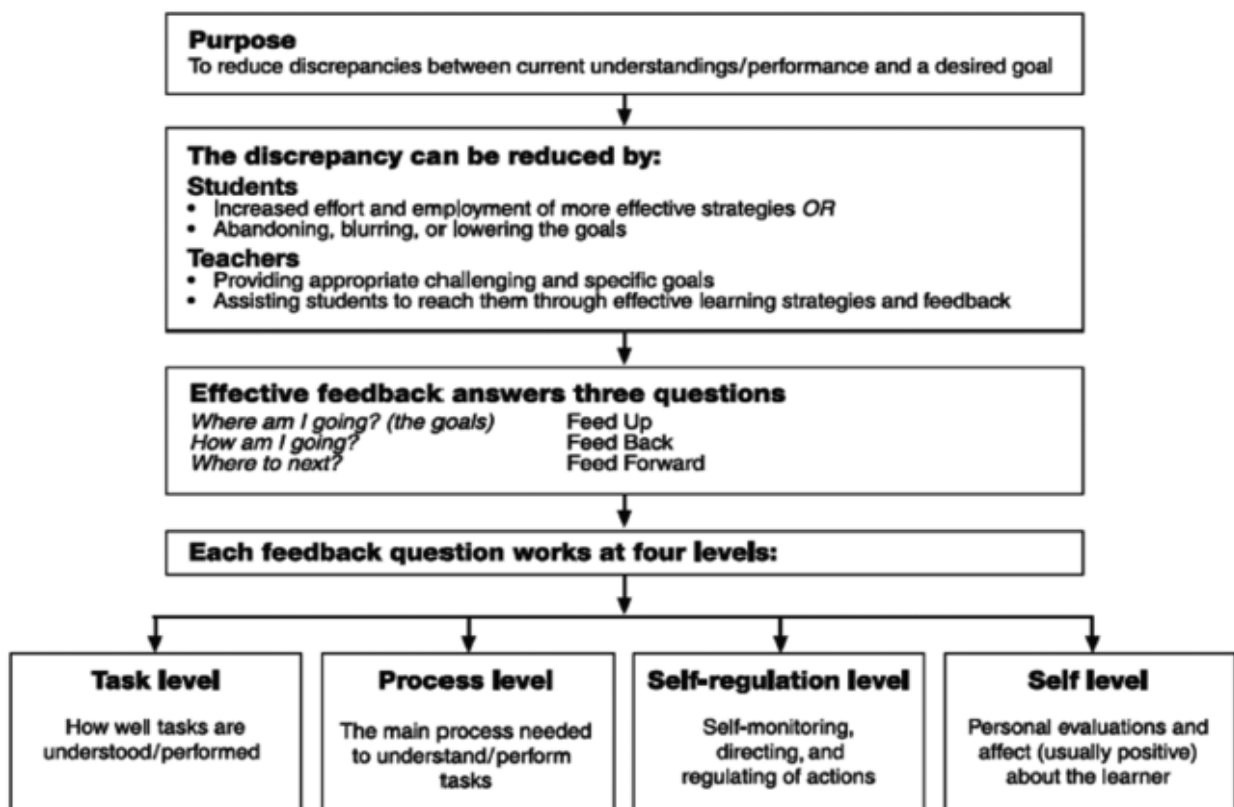 Purpose
To reduce discrepancies between current understandings/performance and a desired goal
The discrepancy can be reduced by:
Students
• Increased effort and employment of more effective strategies OR
• Abandoning, blurring, or lowering the goals
Teachers
• Providing appropriate challenging and specific goals
• Assisting students to reach them through effective learning strategies and feedback
Effective feedback answers three questions
Where am I going? (the goals) Feed Up
How am I going? Feed Back
Where to next? Feed Forward
Each feedback question works at four levels:
Task level
How well tasks are
understood/performed
Process level
The main process needed
to understand/perform
tasks
Self-regulation level
Self-monitoring,
directing, and
regulating of actions
Self level
Personal evaluations and
affect (usually positive)
about the learner